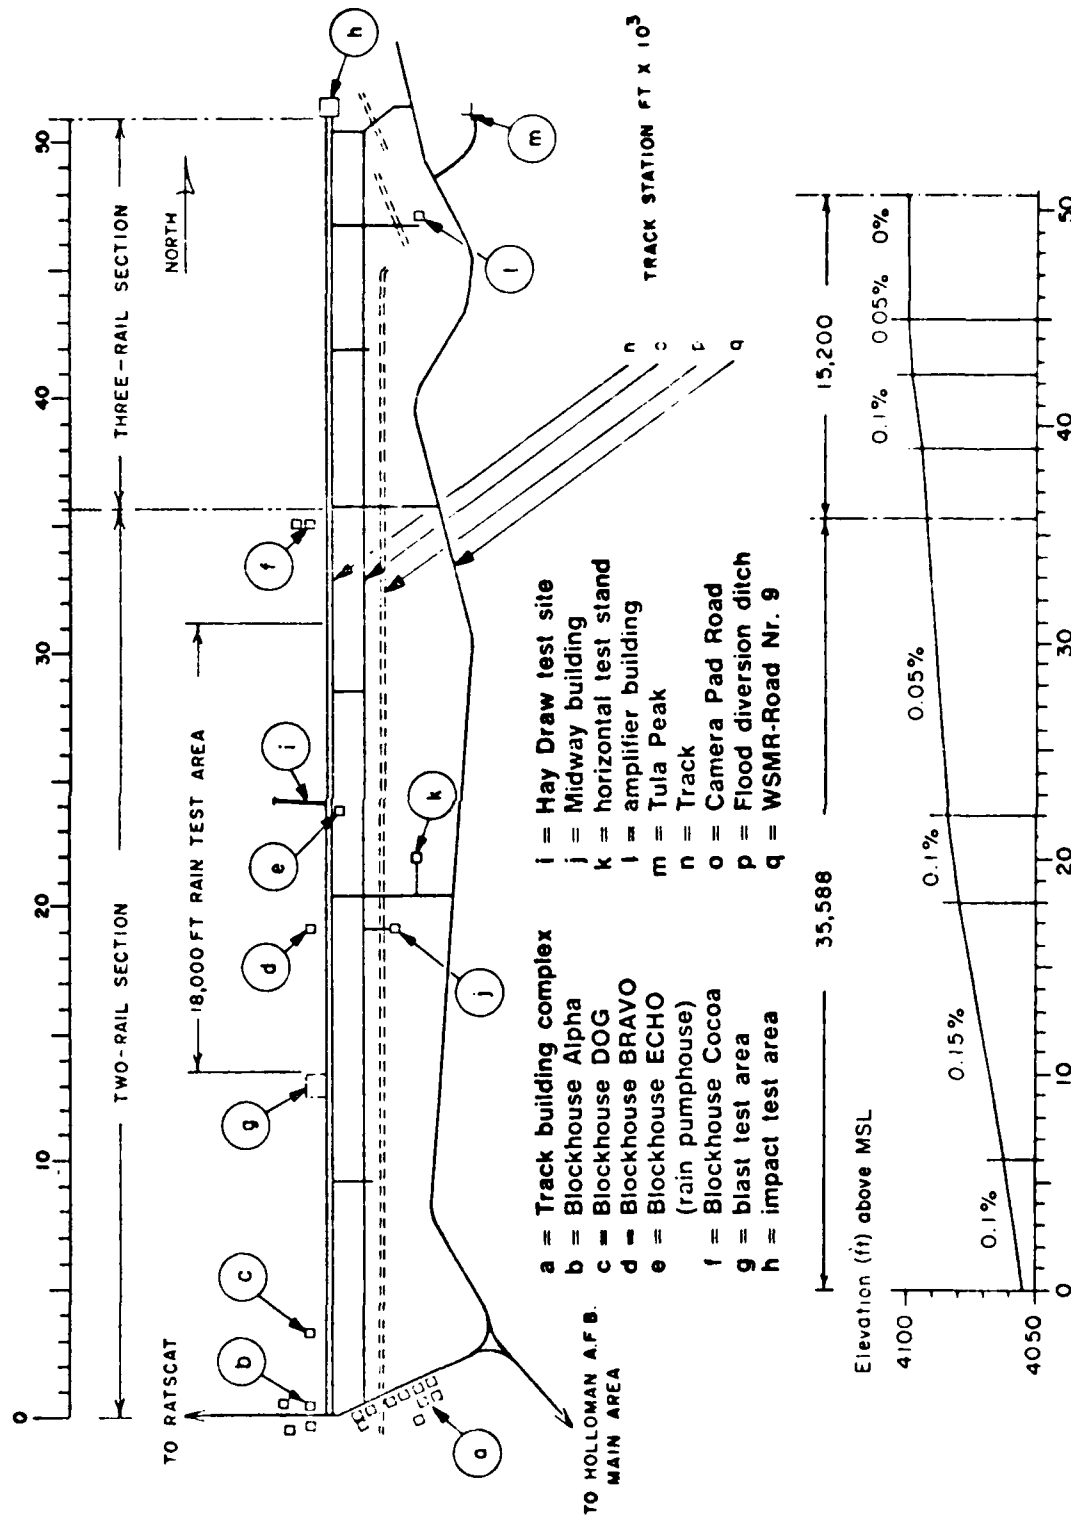 0
10
20
30
40
50
TWO-RAIL SECTION
THREE-RAIL SECTION
18,000 FT RAIN TEST AREA
NORTH
TO RATSCAT
b
c
g
d
e
i
f
h
a
j
k
l
m
n
o
p
q
TRACK STATION FT X 10³
TO HOLLOMAN A.F.B.
MAIN AREA
a = Track building complex
b = Blockhouse Alpha
c = Blockhouse DOG
d = Blockhouse BRAVO
e = Blockhouse ECHO
(rain pumphouse)
f = Blockhouse Cocoa
g = blast test area
h = impact test area
i = Hay Draw test site
j = Midway building
k = horizontal test stand
l = amplifier building
m = Tula Peak
n = Track
o = Camera Pad Road
p = Flood diversion ditch
q = WSMR-Road Nr. 9
35,588
15,200
Elevation (ft) above MSL
4100
4050
0.1%
0.15%
0.1%
0.05%
0.1%
0.05%
0%
0
10
20
30
40
50